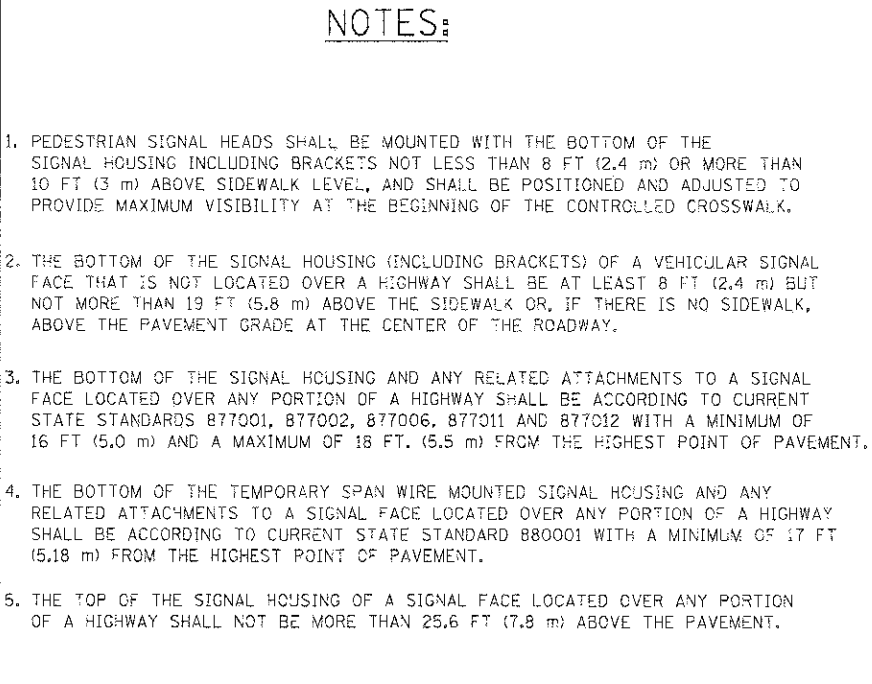 NOTES:
1. PEDESTRIAN SIGNAL HEADS SHALL BE MOUNTED WITH THE BOTTOM OF THE
SIGNAL HOUSING INCLUDING BRACKETS NOT LESS THAN 8 FT (2.4 m) OR MORE THAN
10 FT (3 m) ABOVE SIDEWALK LEVEL, AND SHALL BE POSITIONED AND ADJUSTED TO
PROVIDE MAXIMUM VISIBILITY AT THE BEGINNING OF THE CONTROLLED CROSSWALK.
2. THE BOTTOM OF THE SIGNAL HOUSING (INCLUDING BRACKETS) OF A VEHICULAR SIGNAL
FACE THAT IS NOT LOCATED OVER A HIGHWAY SHALL BE AT LEAST 8 FT (2.4 m) BUT
NOT MORE THAN 19 FT (5.8 m) ABOVE THE SIDEWALK OR, IF THERE IS NO SIDEWALK,
ABOVE THE PAVEMENT GRADE AT THE CENTER OF THE ROADWAY.
3. THE BOTTOM OF THE SIGNAL HOUSING AND ANY RELATED ATTACHMENTS TO A SIGNAL
FACE LOCATED OVER ANY PORTION OF A HIGHWAY SHALL BE ACCORDING TO CURRENT
STATE STANDARDS 877001, 877002, 877006, 877011 AND 877012 WITH A MINIMUM OF
16 FT (5.0 m) AND A MAXIMUM OF 18 FT. (5.5 m) FROM THE HIGHEST POINT OF PAVEMENT.
4. THE BOTTOM OF THE TEMPORARY SPAN WIRE MOUNTED SIGNAL HOUSING AND ANY
RELATED ATTACHMENTS TO A SIGNAL FACE LOCATED OVER ANY PORTION OF A HIGHWAY
SHALL BE ACCORDING TO CURRENT STATE STANDARD 880001 WITH A MINIMUM OF 17 FT
(5.18 m) FROM THE HIGHEST POINT OF PAVEMENT.
5. THE TOP OF THE SIGNAL HOUSING OF A SIGNAL FACE LOCATED OVER ANY PORTION
OF A HIGHWAY SHALL NOT BE MORE THAN 25.6 FT (7.8 m) ABOVE THE PAVEMENT.